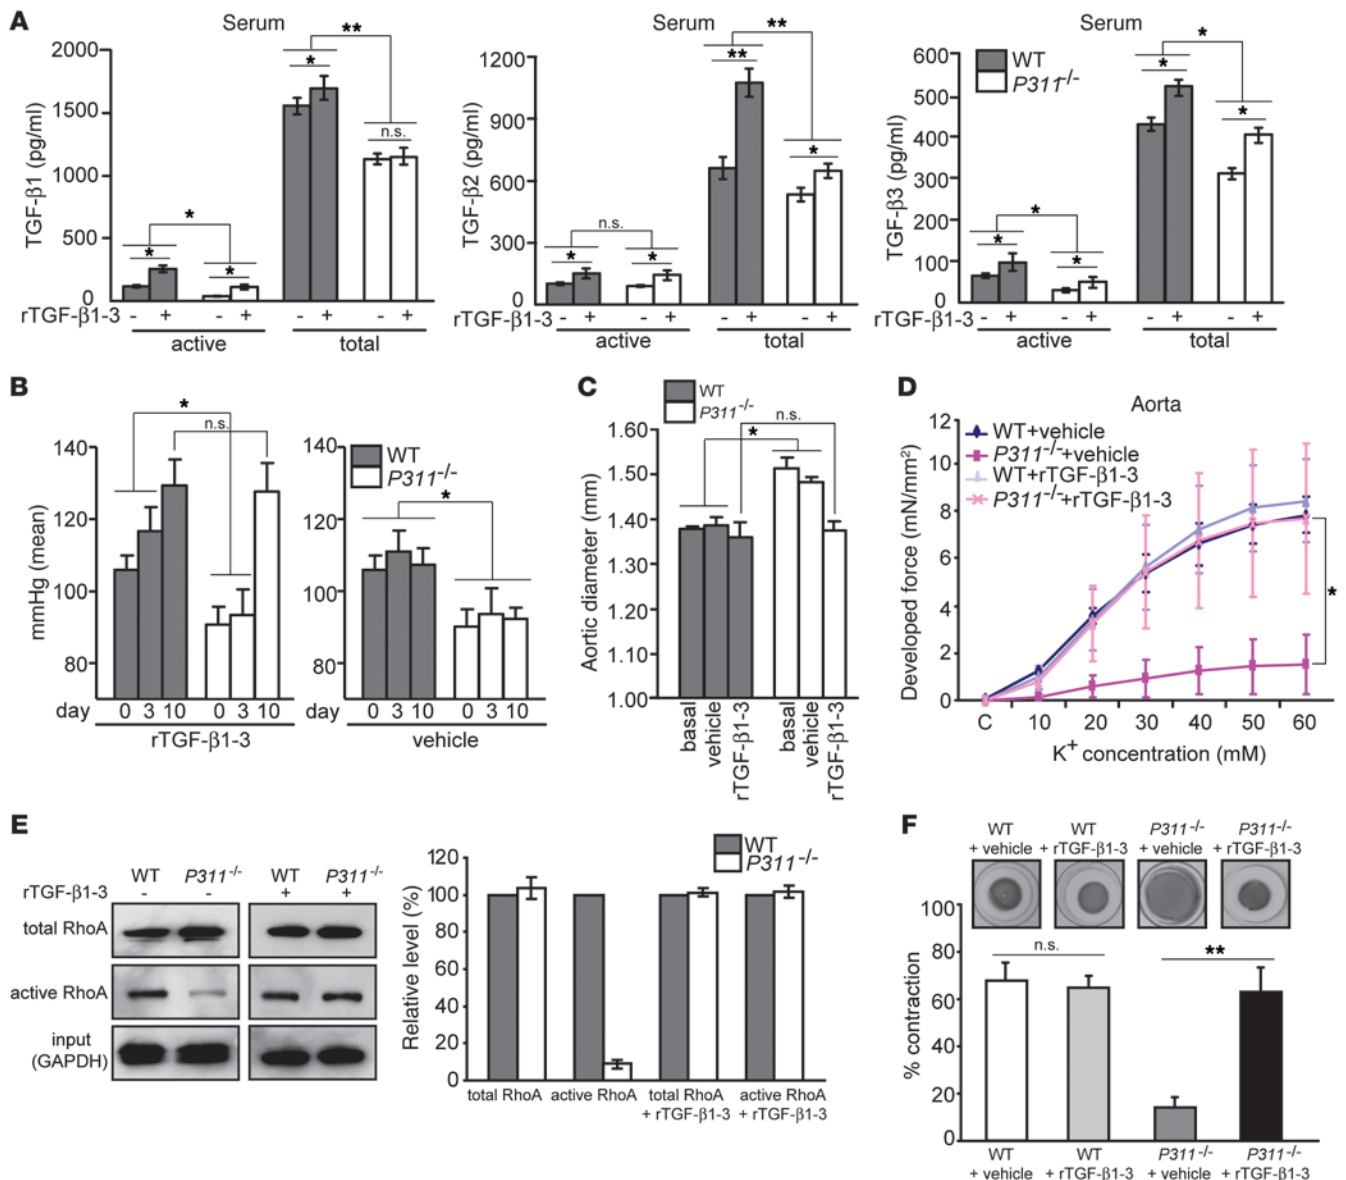 A
Serum
TGF-β1 (pg/ml)
2000
1500
1000
500
0
**
*
n.s.
*
*
*
rTGF-β1-3 - + - + - + - +
active total
Serum
TGF-β2 (pg/ml)
1200
900
600
300
0
**
**
*
n.s.
*
*
rTGF-β1-3 - + - + - + - +
active total
Serum
WT
P311-/-
TGF-β3 (pg/ml)
600
500
400
300
200
100
0
*
*
*
*
*
*
rTGF-β1-3 - + - + - + - +
active total
B
mmHg (mean)
140
120
100
80
*
n.s.
day 0 3 10 0 3 10
rTGF-β1-3
WT
P311-/-
140
120
100
80
*
day 0 3 10 0 3 10
vehicle
C
WT
P311-/-
Aortic diameter (mm)
1.60
1.50
1.40
1.30
1.20
1.10
1.00
n.s.
*
basal
vehicle
rTGF-β1-3
basal
vehicle
rTGF-β1-3
D
Aorta
WT+vehicle
P311-/-+vehicle
WT+rTGF-β1-3
P311-/-+rTGF-β1-3
Developed force (mN/mm²)
12
10
8
6
4
2
0
*
C 10 20 30 40 50 60
K+ concentration (mM)
E
WT P311-/- WT P311-/-
rTGF-β1-3 - - + +
total RhoA
active RhoA
input
(GAPDH)
WT
P311-/-
Relative level (%)
120
100
80
60
40
20
0
total RhoA active RhoA total RhoA active RhoA
+ rTGF-β1-3 + rTGF-β1-3
F
WT WT P311-/- P311-/-
+ vehicle + rTGF-β1-3 + vehicle + rTGF-β1-3
% contraction
100
80
60
40
20
0
n.s.
**
WT WT P311-/- P311-/-
+ vehicle + rTGF-β1-3 + vehicle + rTGF-β1-3